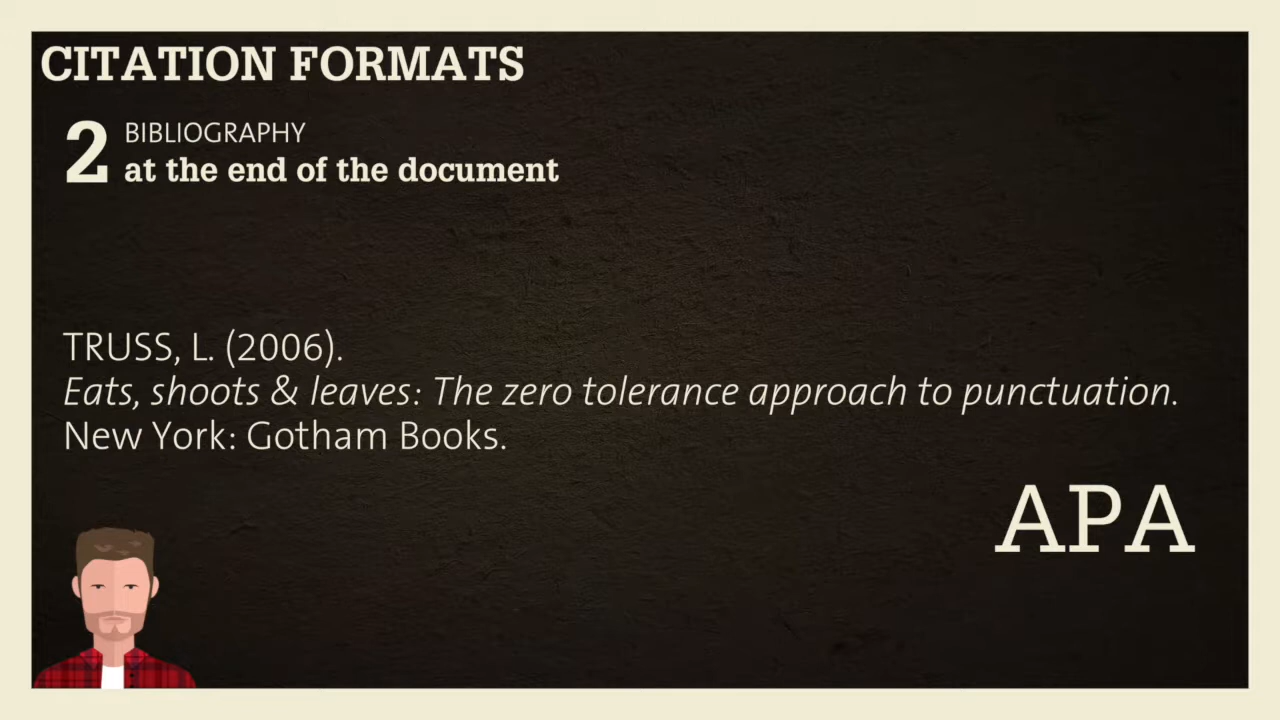 CITATION FORMATS
2 BIBLIOGRAPHY
at the end of the document
TRUSS, L. (2006).
Eats, shoots & leaves: The zero tolerance approach to punctuation.
New York: Gotham Books.
APA